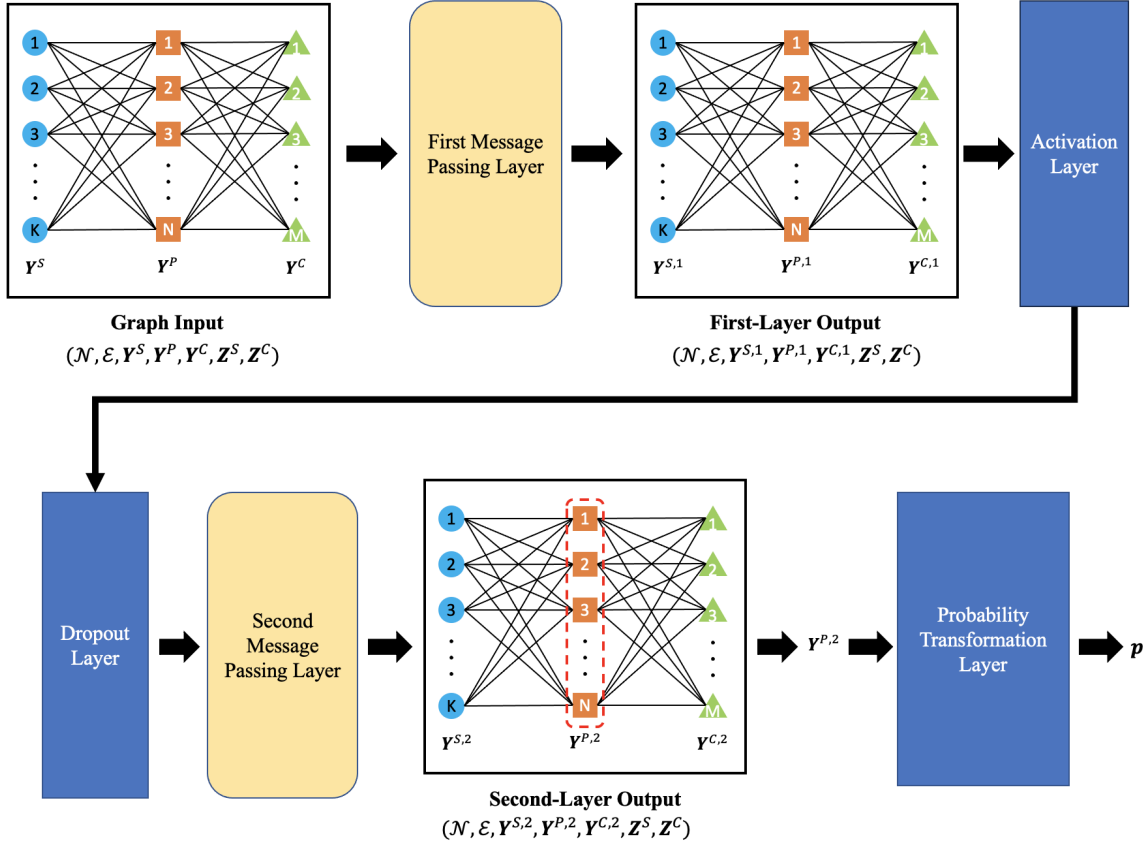 1 1 1
2 2 2
3 3 3
K N M
𝒀^S 𝒀^P 𝒀^C
Graph Input
(𝒩, ℰ, 𝒀^S, 𝒀^P, 𝒀^C, 𝒁^S, 𝒁^C)
First Message
Passing Layer
1 1 1
2 2 2
3 3 3
K N M
𝒀^{S,1} 𝒀^{P,1} 𝒀^{C,1}
First-Layer Output
(𝒩, ℰ, 𝒀^{S,1}, 𝒀^{P,1}, 𝒀^{C,1}, 𝒁^S, 𝒁^C)
Activation
Layer
Dropout
Layer
Second
Message
Passing Layer
1 1 1
2 2 2
3 3 3
K N M
𝒀^{S,2} 𝒀^{P,2} 𝒀^{C,2}
Second-Layer Output
(𝒩, ℰ, 𝒀^{S,2}, 𝒀^{P,2}, 𝒀^{C,2}, 𝒁^S, 𝒁^C)
𝒀^{P,2}
Probability
Transformation
Layer
𝒑